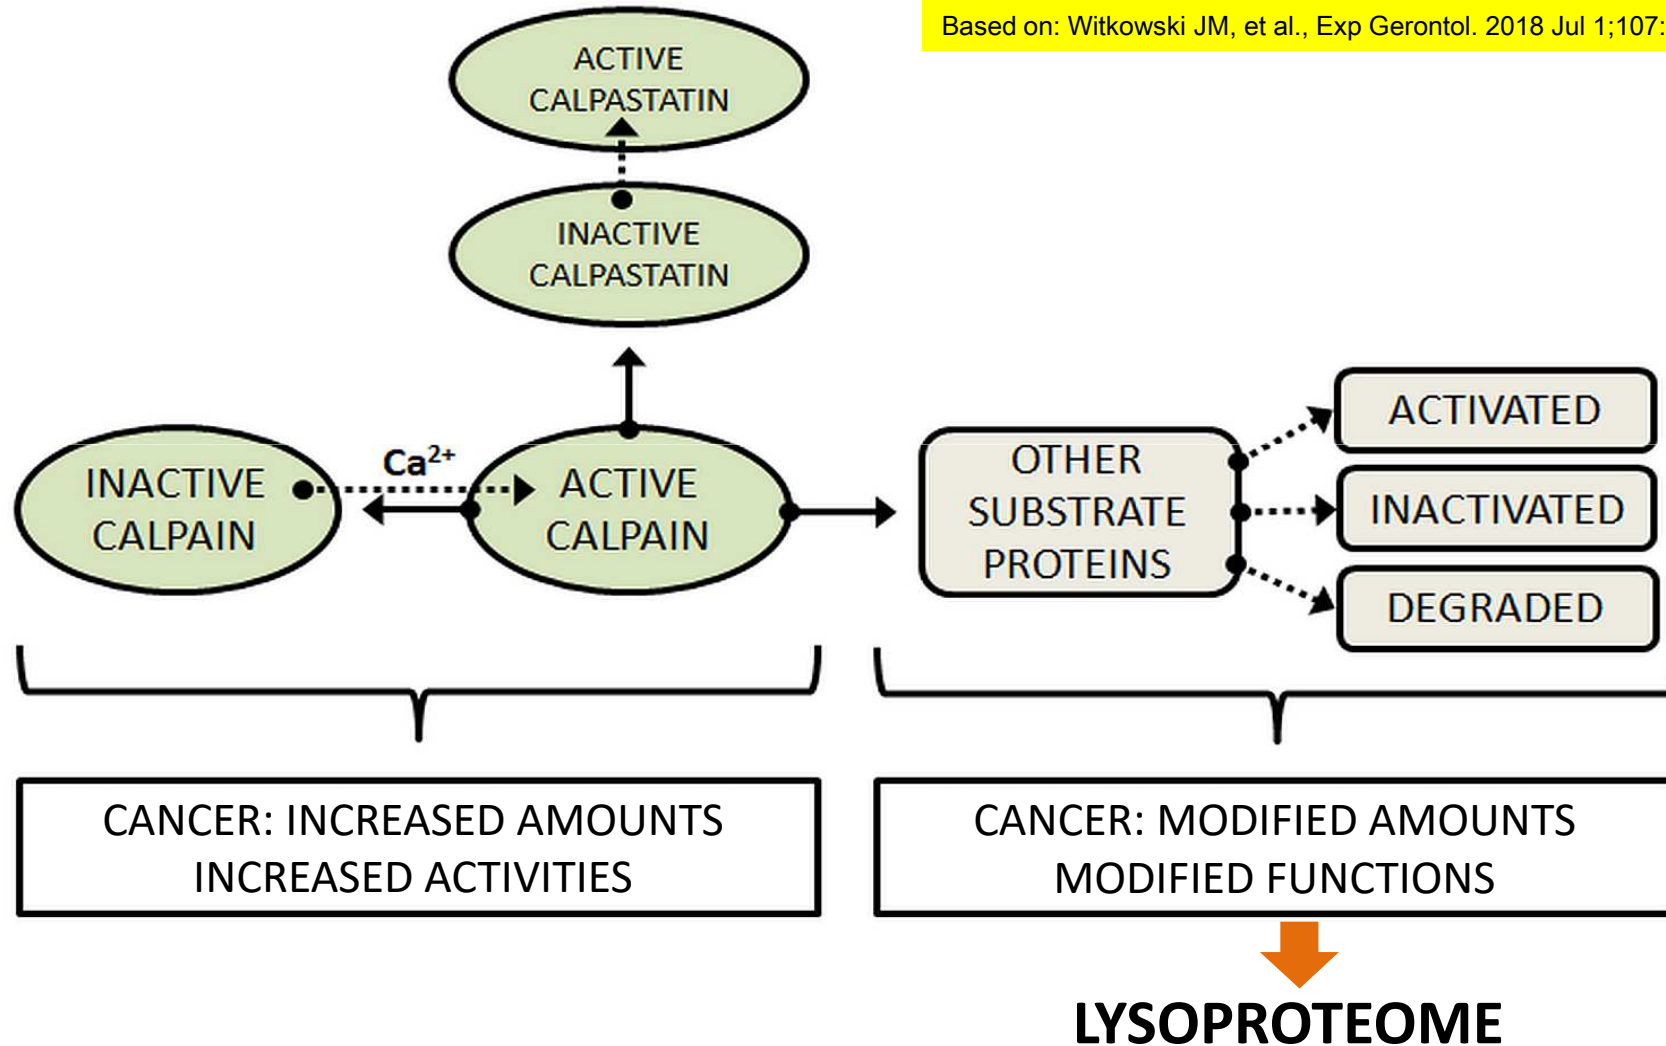 Based on: Witkowski JM, et al., Exp Gerontol. 2018 Jul 1;107:
ACTIVE
CALPASTATIN
INACTIVE
CALPASTATIN
INACTIVE
CALPAIN
Ca²⁺
ACTIVE
CALPAIN
OTHER
SUBSTRATE
PROTEINS
ACTIVATED
INACTIVATED
DEGRADED
CANCER: INCREASED AMOUNTS
INCREASED ACTIVITIES
CANCER: MODIFIED AMOUNTS
MODIFIED FUNCTIONS
LYSOPROTEOME